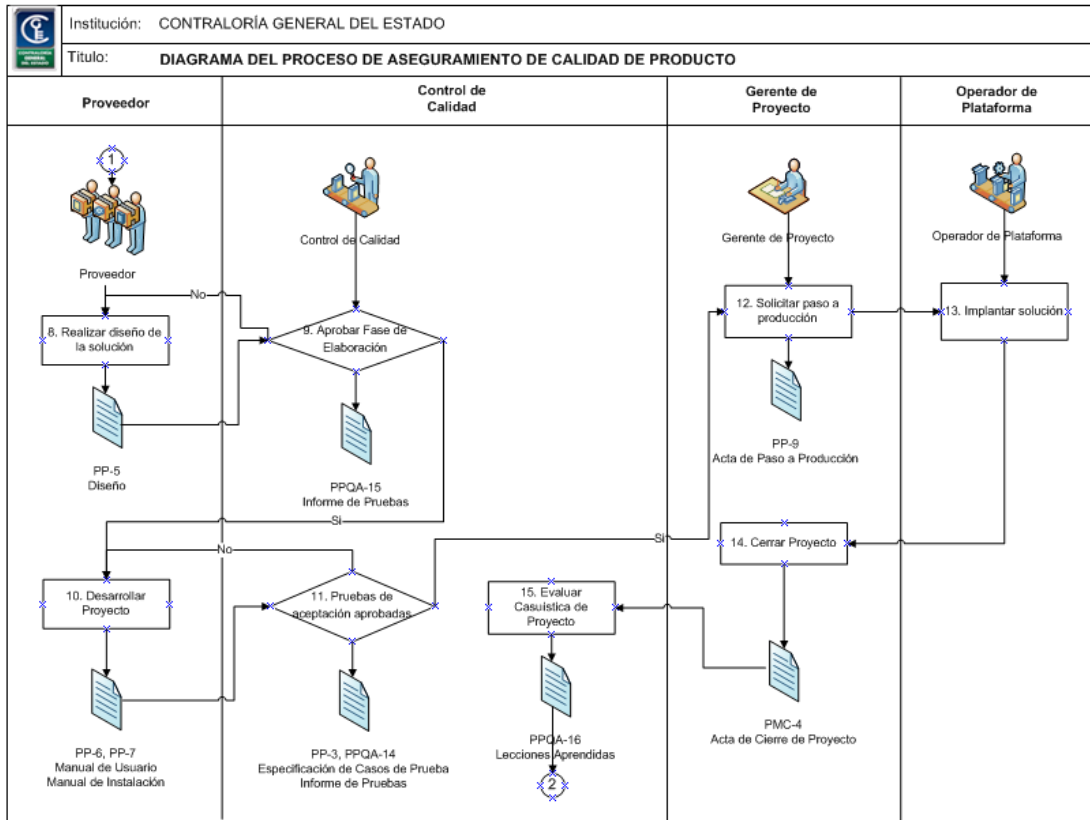 CONTRALORÍA
GENERAL
DEL ESTADO
Institución: CONTRALORÍA GENERAL DEL ESTADO
Titulo: DIAGRAMA DEL PROCESO DE ASEGURAMIENTO DE CALIDAD DE PRODUCTO
Proveedor
Control de
Calidad
Gerente de
Proyecto
Operador de
Plataforma
1
Proveedor
Control de Calidad
Gerente de Proyecto
Operador de Plataforma
No
8. Realizar diseño de
la solución
9. Aprobar Fase de
Elaboración
12. Solicitar paso a
producción
13. Implantar solución
PP-5
Diseño
PPQA-15
Informe de Pruebas
PP-9
Acta de Paso a Producción
Si
No
Si
14. Cerrar Proyecto
10. Desarrollar
Proyecto
11. Pruebas de
aceptación aprobadas
15. Evaluar
Casuística de
Proyecto
PP-6, PP-7
Manual de Usuario
Manual de Instalación
PP-3, PPQA-14
Especificación de Casos de Prueba
Informe de Pruebas
PPQA-16
Lecciones Aprendidas
PMC-4
Acta de Cierre de Proyecto
2